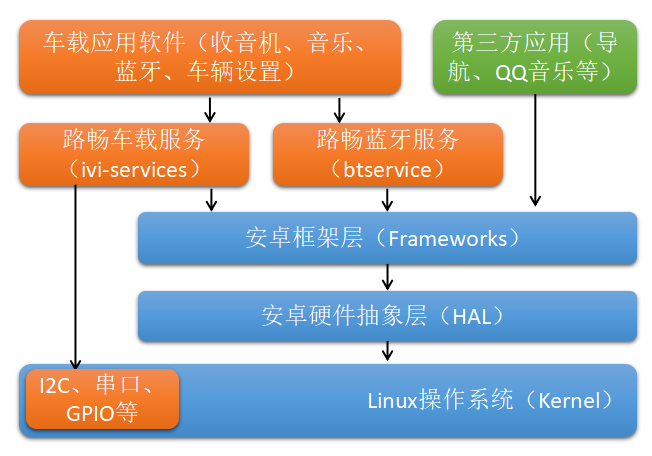 车载应用软件（收音机、音乐、
蓝牙、车辆设置）
第三方应用（导
航、QQ音乐等）
路畅车载服务
（ivi-services）
路畅蓝牙服务
（btservice）
安卓框架层（Frameworks）
安卓硬件抽象层（HAL）
I2C、串口、
GPIO等
Linux操作系统（Kernel）